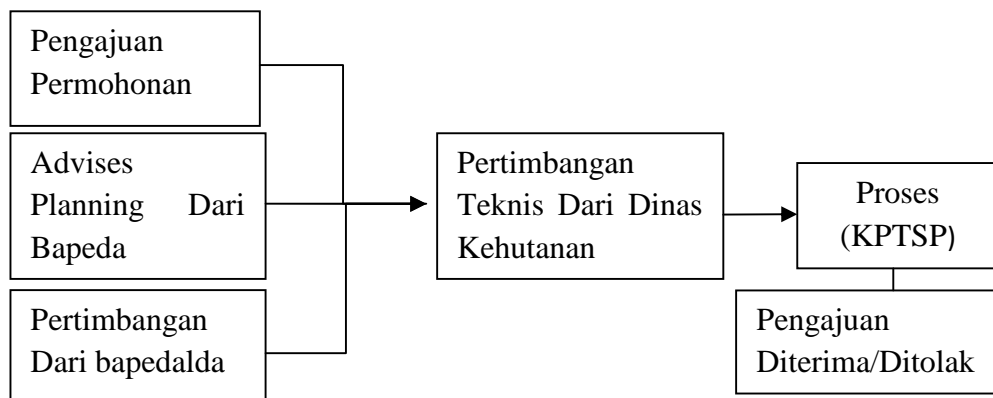 Pengajuan
Permohonan
Advises
Planning Dari
Bapeda
Pertimbangan
Dari bapedalda
Pertimbangan
Teknis Dari Dinas
Kehutanan
Proses
(KPTSP)
Pengajuan
Diterima/Ditolak